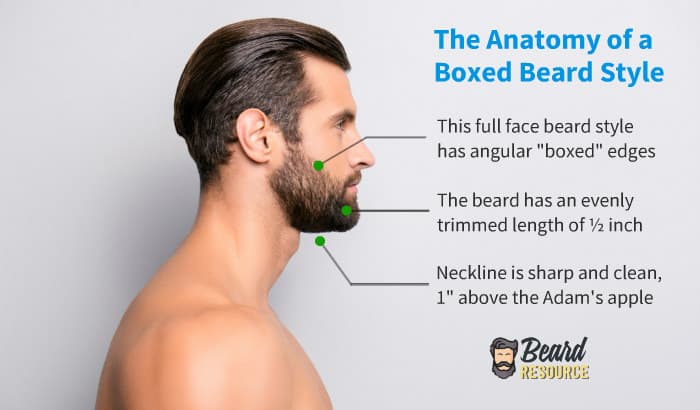 The Anatomy of a
Boxed Beard Style
This full face beard style
has angular "boxed" edges
The beard has an evenly
trimmed length of ½ inch
Neckline is sharp and clean,
1" above the Adam's apple
Beard
RESOURCE